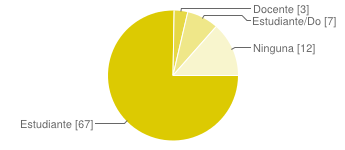 Docente [3]
Estudiante/Do [7]
Ninguna [12]
Estudiante [67]